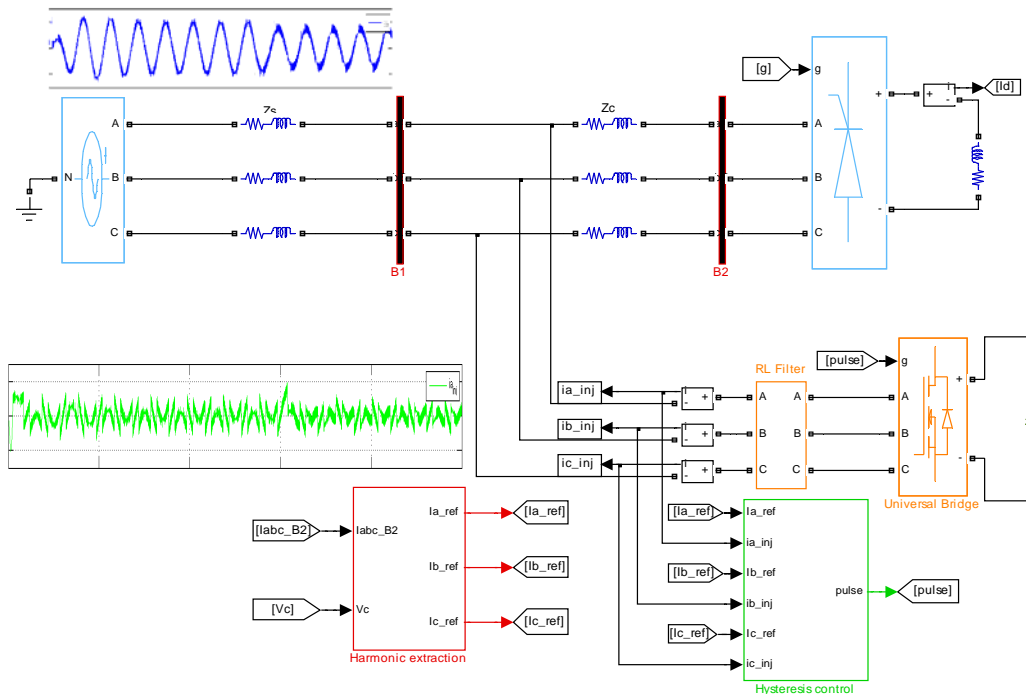 [g]
g
+
+
i
-
[Id]
Zs
Zc
A
A
N
B
B
C
-
C
B1
B2
[pulse]
g
RL Filter
+
ia_inj
i
-
+
A
A
A
ib_inj
i
-
+
B
B
B
ic_inj
i
-
+
C
C
C
-
Universal Bridge
[Iabc_B2]
Iabc_B2
Ia_ref
[Ia_ref]
Ib_ref
[Ib_ref]
[Vc]
Vc
Ic_ref
[Ic_ref]
Harmonic extraction
[Ia_ref]
Ia_ref
ia_inj
[Ib_ref]
Ib_ref
pulse
[pulse]
ib_inj
[Ic_ref]
Ic_ref
ic_inj
Hysteresis control